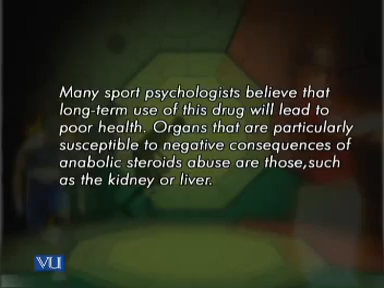 Many sport psychologists believe that
long-term use of this drug will lead to
poor health. Organs that are particularly
susceptible to negative consequences of
anabolic steroids abuse are those,such
as the kidney or liver.
VU